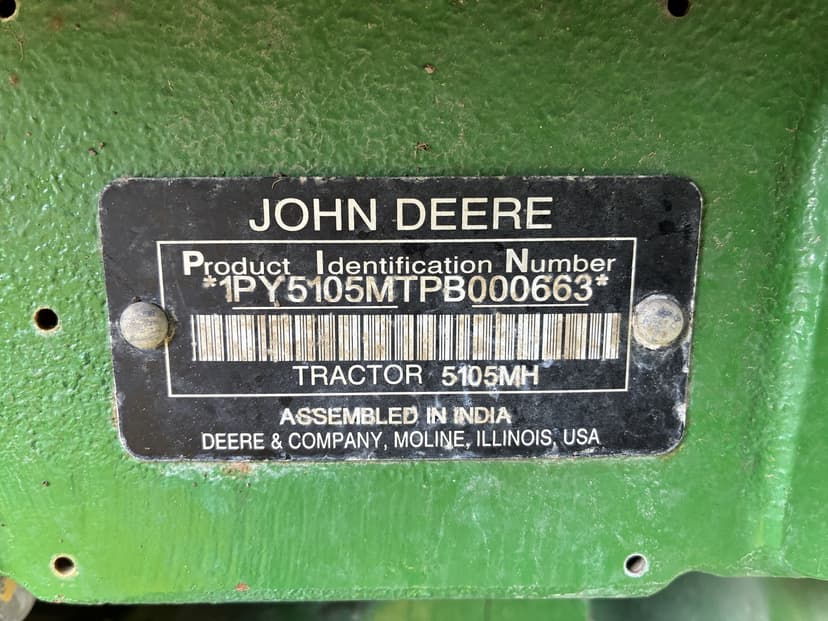 JOHN DEERE
Product Identification Number
*1PY5105MTPB000663*
TRACTOR 5105MH
ASSEMBLED IN INDIA
DEERE & COMPANY, MOLINE, ILLINOIS, USA